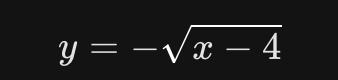 y = −√x − 4